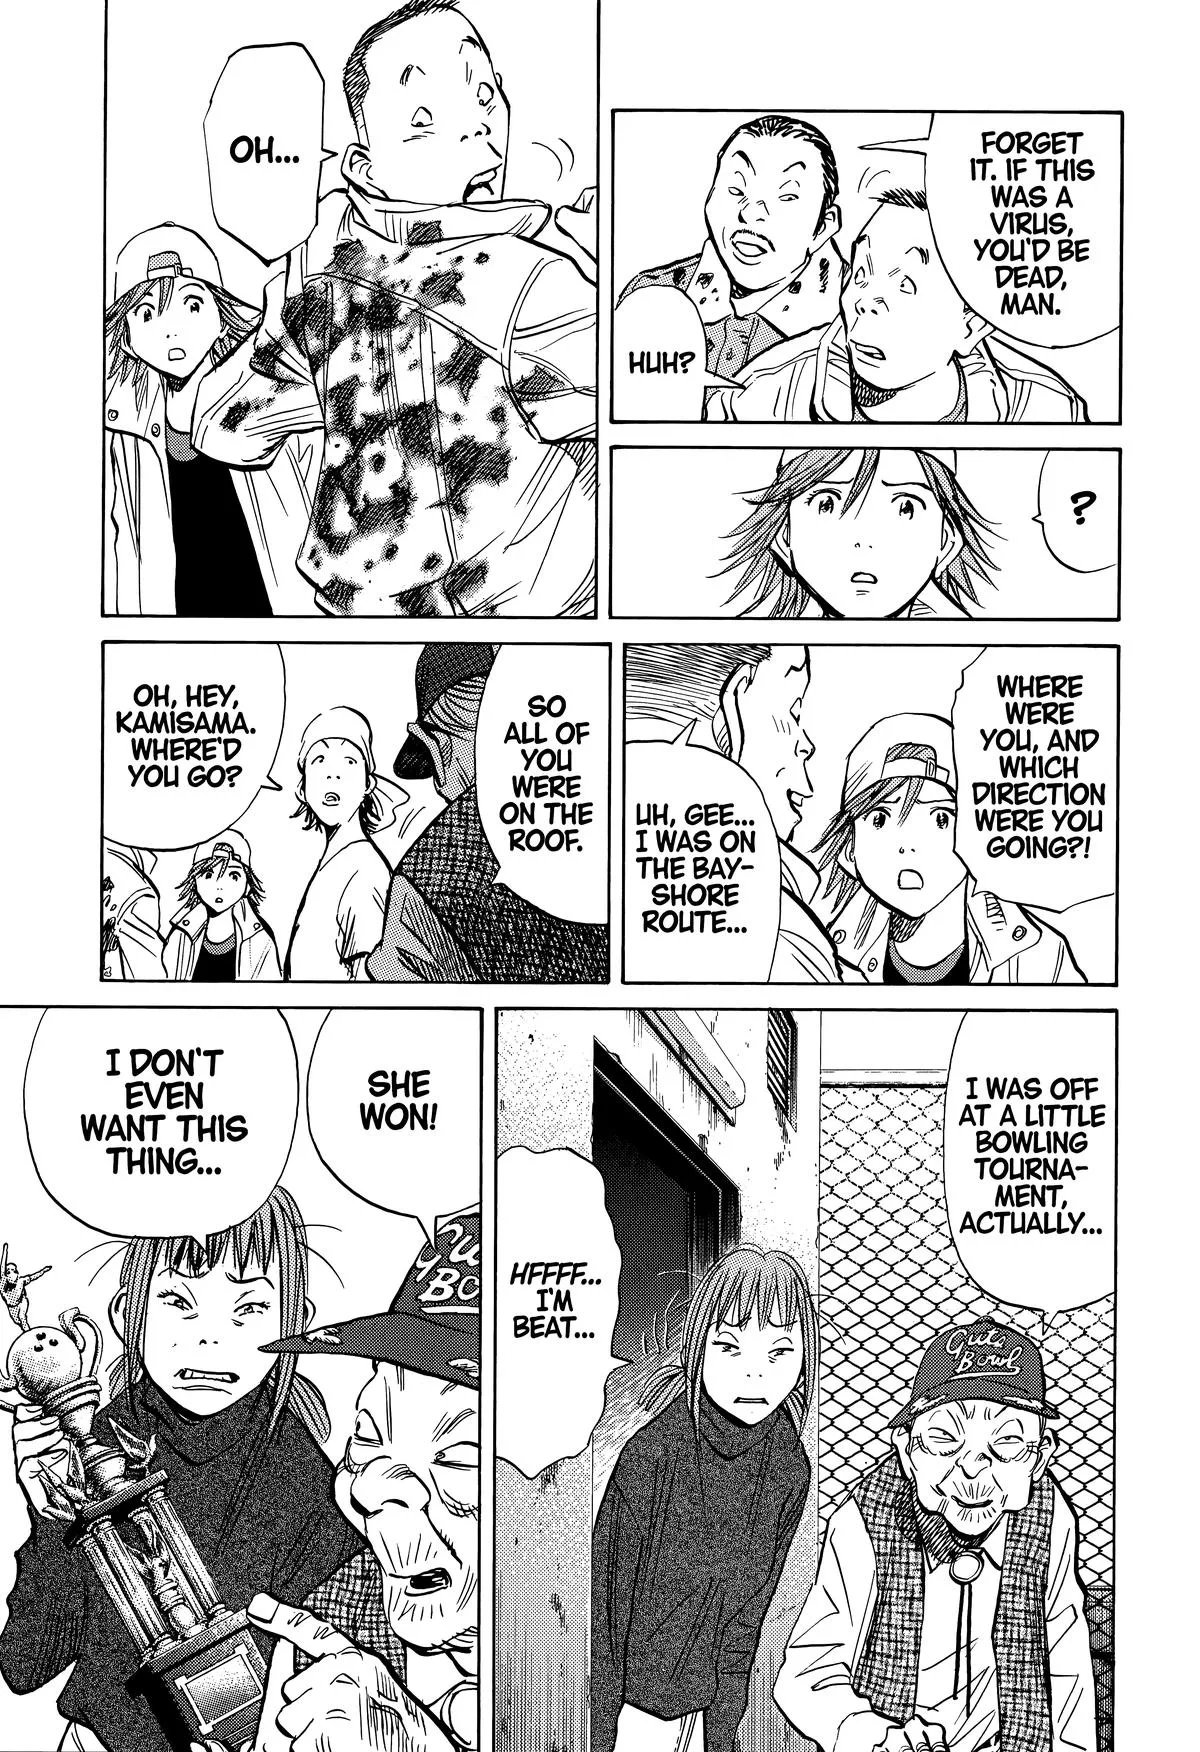 FORGET
IT. IF THIS
WAS A
VIRUS,
YOU'D BE
DEAD,
MAN.
HUH?
OH...
?
WHERE
WERE
YOU, AND
WHICH
DIRECTION
WERE YOU
GOING?!
UH, GEE...
I WAS ON
THE BAY-
SHORE
ROUTE...
SO
ALL OF
YOU
WERE
ON THE
ROOF.
OH, HEY,
KAMISAMA.
WHERE'D
YOU GO?
I WAS OFF
AT A LITTLE
BOWLING
TOURNA-
MENT,
ACTUALLY...
Guts
Bowl
HFFFF...
I'M
BEAT...
SHE
WON!
Guts
Bowl
I DON'T
EVEN
WANT THIS
THING...